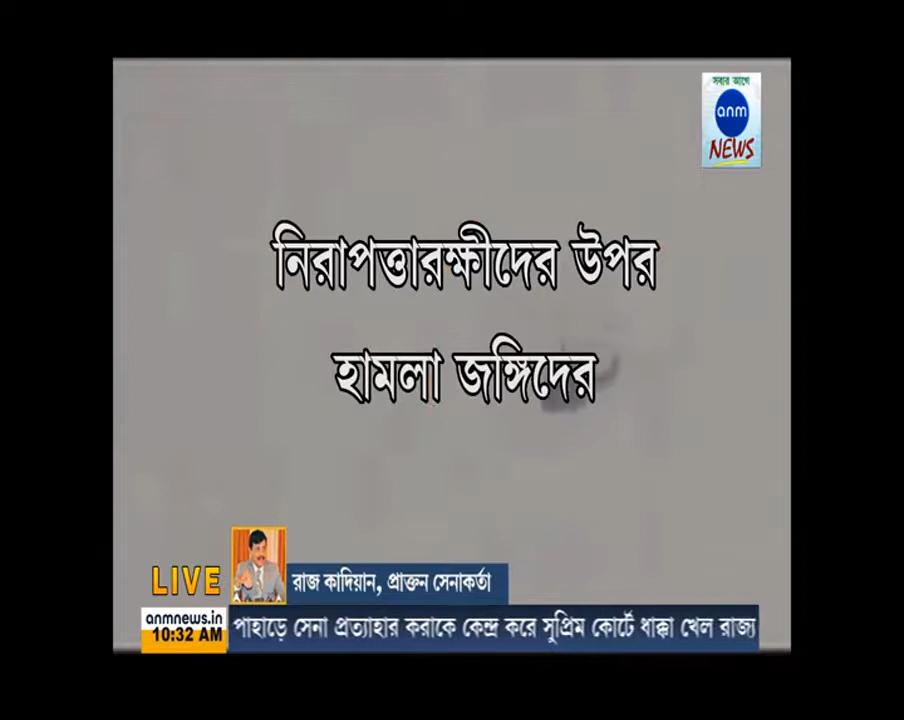 সবার আগে
anm
NEWS
নিরাপত্তারক্ষীদের উপর
হামলা জঙ্গিদের
LIVE
রাজ কাদিয়ান, প্রাক্তন সেনাকর্তা
anmnews.in
10:32 AM
পাহাড়ে সেনা প্রত্যাহার করাকে কেন্দ্র করে সুপ্রিম কোর্টে ধাক্কা খেল রাজ্য